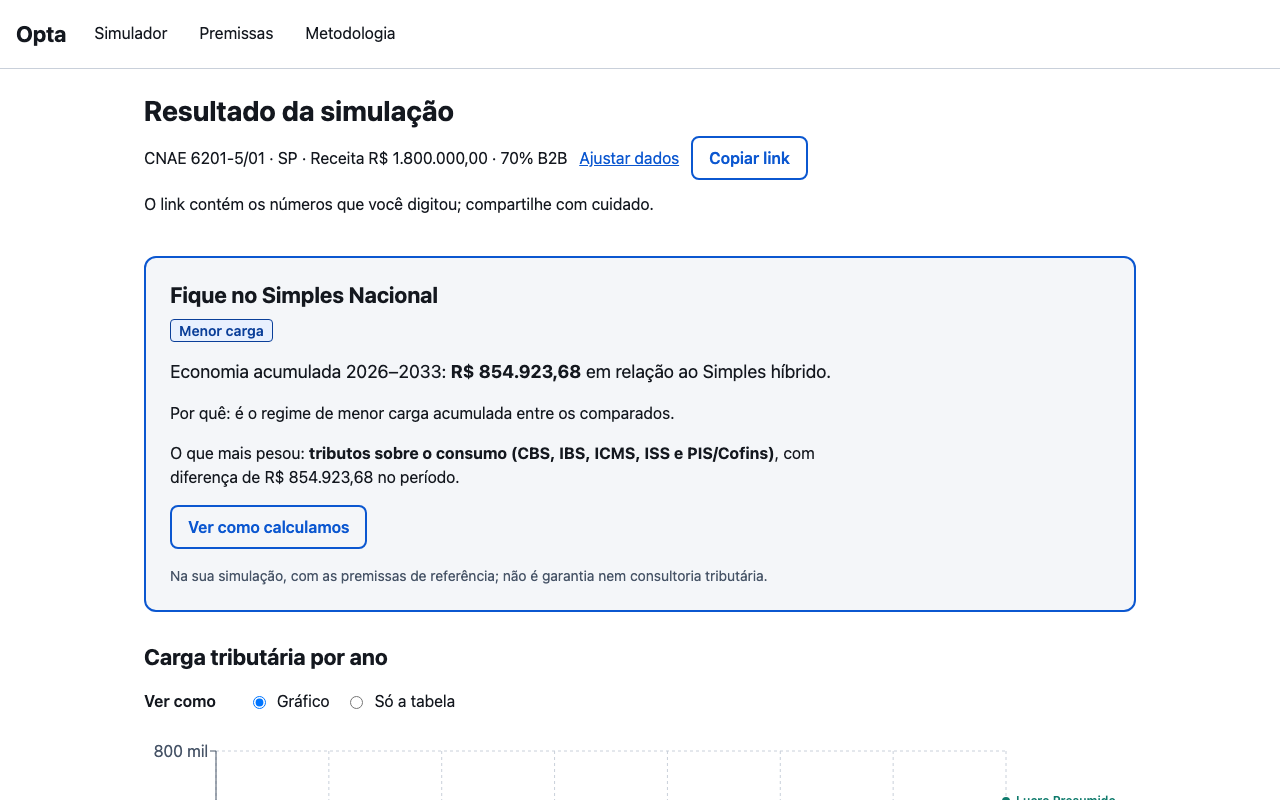 Opta Simulador Premissas Metodologia
Resultado da simulação
CNAE 6201-5/01 · SP · Receita R$ 1.800.000,00 · 70% B2B Ajustar dados Copiar link
O link contém os números que você digitou; compartilhe com cuidado.
Fique no Simples Nacional
Menor carga
Economia acumulada 2026–2033: R$ 854.923,68 em relação ao Simples híbrido.
Por quê: é o regime de menor carga acumulada entre os comparados.
O que mais pesou: tributos sobre o consumo (CBS, IBS, ICMS, ISS e PIS/Cofins), com
diferença de R$ 854.923,68 no período.
Ver como calculamos
Na sua simulação, com as premissas de referência; não é garantia nem consultoria tributária.
Carga tributária por ano
Ver como Gráfico Só a tabela
800 mil
Lucro Presumido